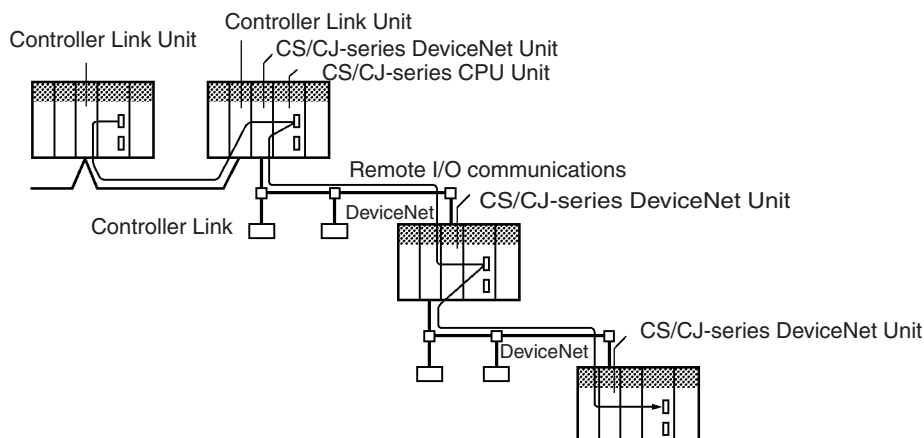 Controller Link Unit
Controller Link Unit
CS/CJ-series DeviceNet Unit
CS/CJ-series CPU Unit
Remote I/O communications
CS/CJ-series DeviceNet Unit
DeviceNet
Controller Link
CS/CJ-series DeviceNet Unit
DeviceNet